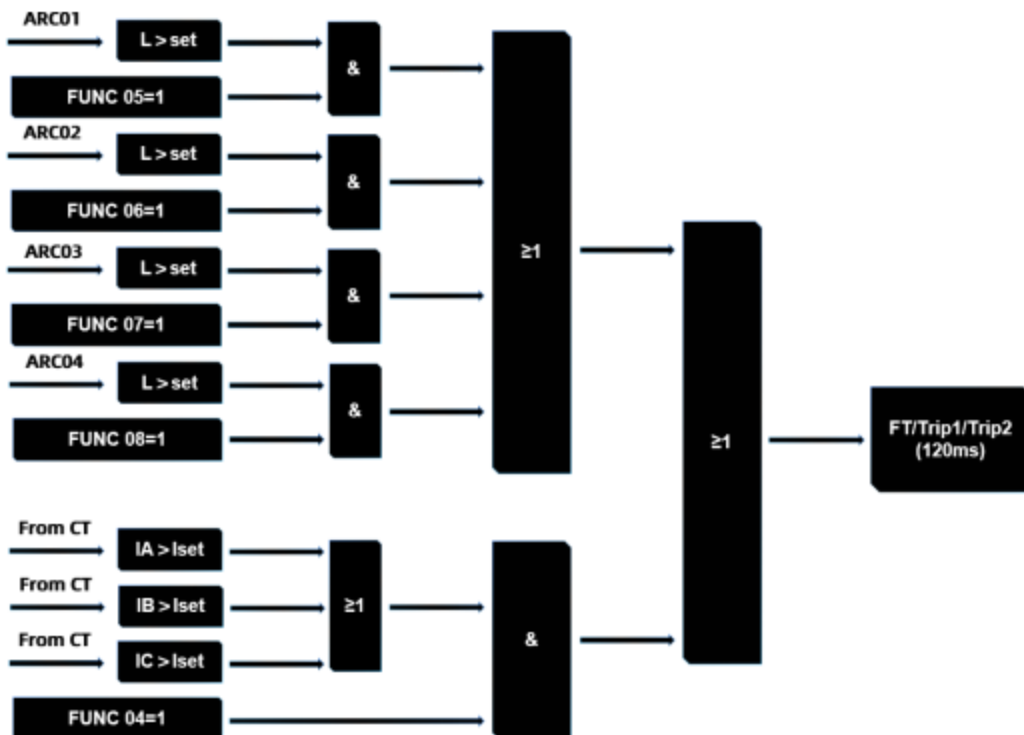 ARC01
L > set
&
FUNC 05=1
ARC02
L > set
&
FUNC 06=1
ARC03
L > set
&
FUNC 07=1
ARC04
L > set
&
FUNC 08=1
≥1
≥1
FT/Trip1/Trip2
(120ms)
From CT
IA > Iset
From CT
IB > Iset
≥1
From CT
IC > Iset
&
FUNC 04=1